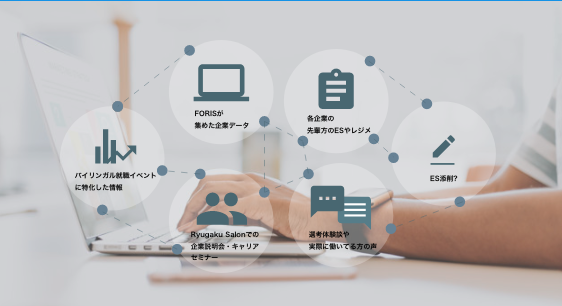 FORISが
集めた企業データ
各企業の
先輩方のESやレジメ
バイリンガル就職イベント
に特化した情報
ES添削?
Ryugaku Salonでの
企業説明会・キャリア
セミナー
選考体験談や
実際に働いてる方の声